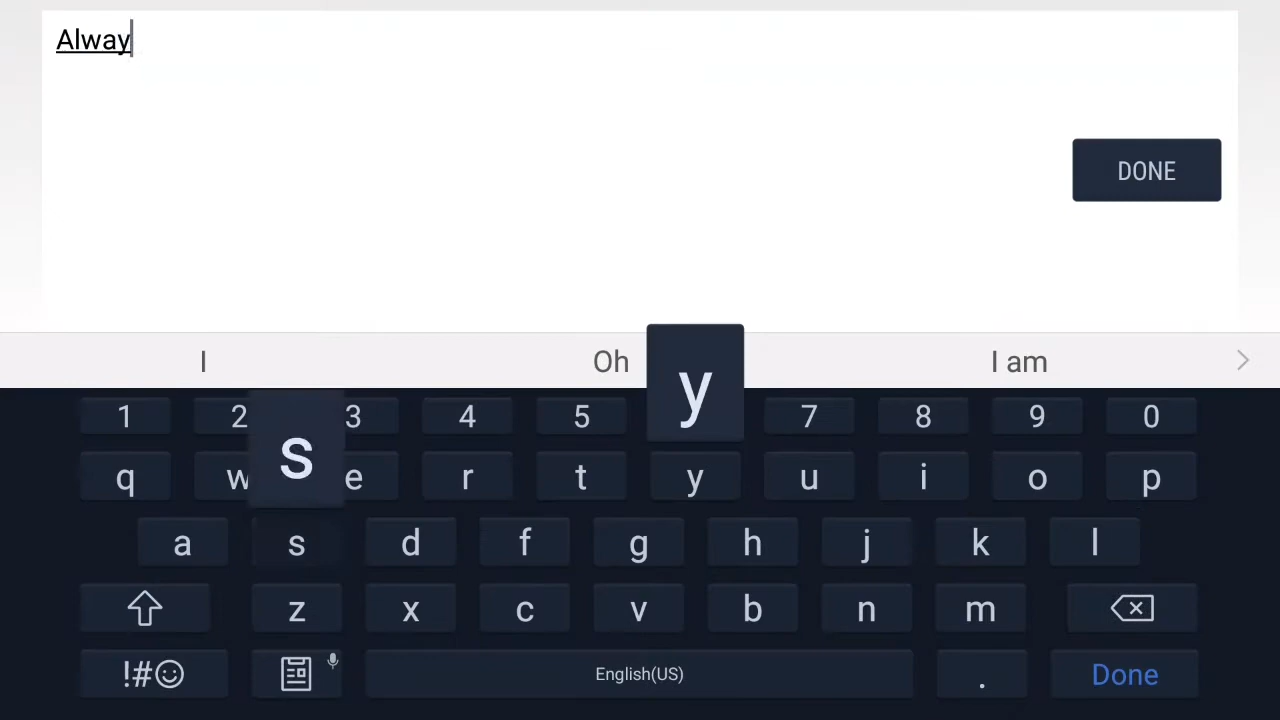 Alway
DONE
I Oh I am
y
1 2 3 4 5 7 8 9 0
s
q w e r t y u i o p
a s d f g h j k l
z x c v b n m
!#☺ English(US) . Done